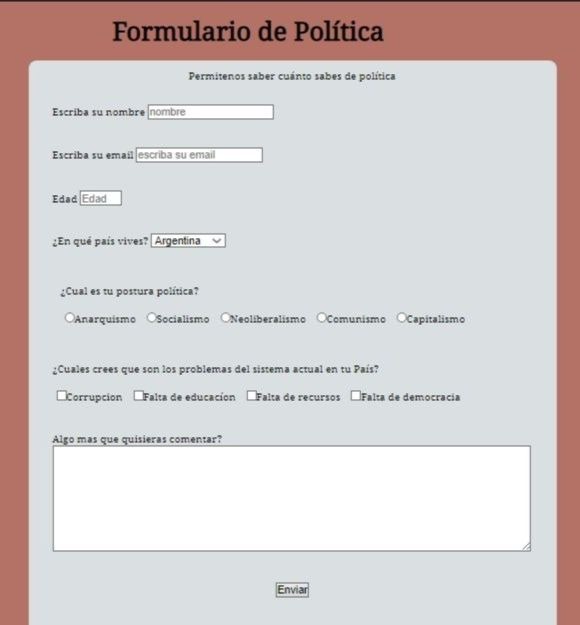 Formulario de Política
Permitenos saber cuánto sabes de política
Escriba su nombre nombre
Escriba su email escriba su email
Edad Edad
¿En qué país vives? Argentina
¿Cual es tu postura política?
Anarquismo Socialismo Neoliberalismo Comunismo Capitalismo
¿Cuales crees que son los problemas del sistema actual en tu País?
Corrupcion Falta de educacíon Falta de recursos Falta de democracia
Algo mas que quisieras comentar?
Enviar